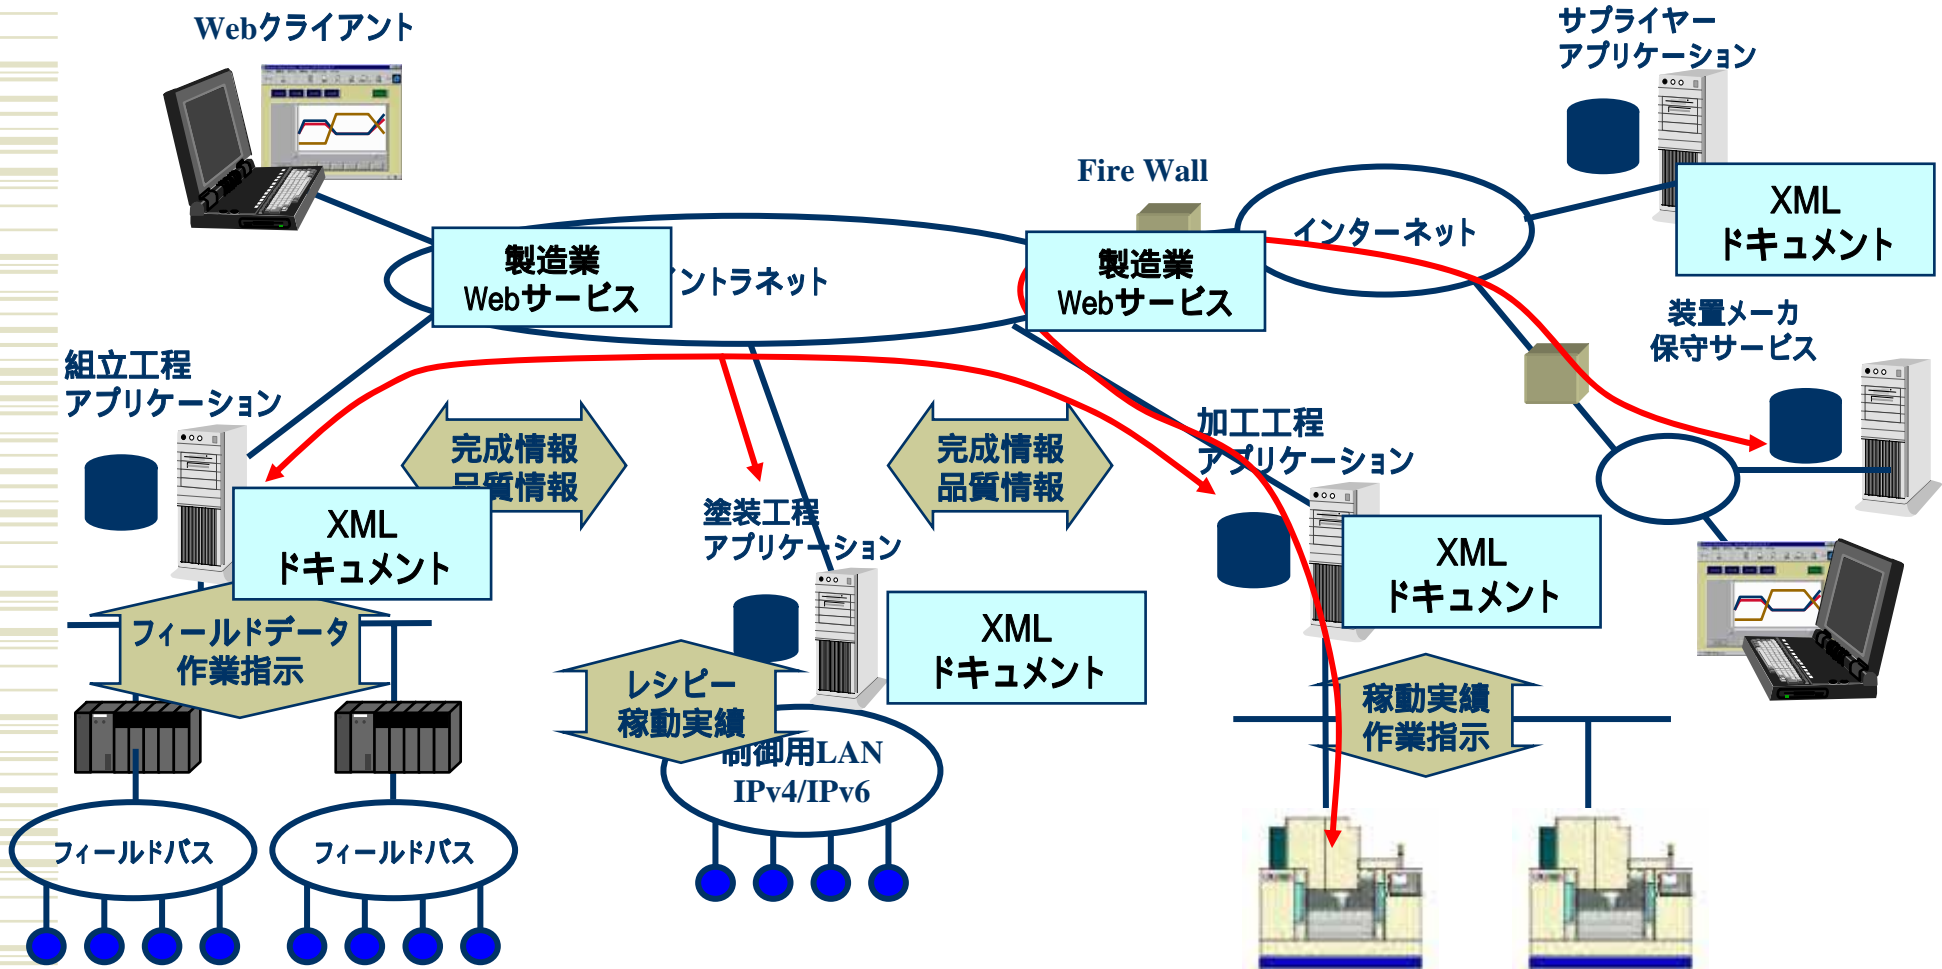 Webクライアント
サプライヤー
アプリケーション
Fire Wall
XML
ドキュメント
インターネット
製造業
Webサービス
ントラネット
製造業
Webサービス
装置メーカ
保守サービス
組立工程
アプリケーション
完成情報
品質情報
完成情報
品質情報
加工工程
アプリケーション
XML
ドキュメント
塗装工程
アプリケーション
XML
ドキュメント
XML
ドキュメント
フィールドデータ
作業指示
レシピー
稼動実績
稼動実績
作業指示
制御用LAN
IPv4/IPv6
フィールドバス
フィールドバス